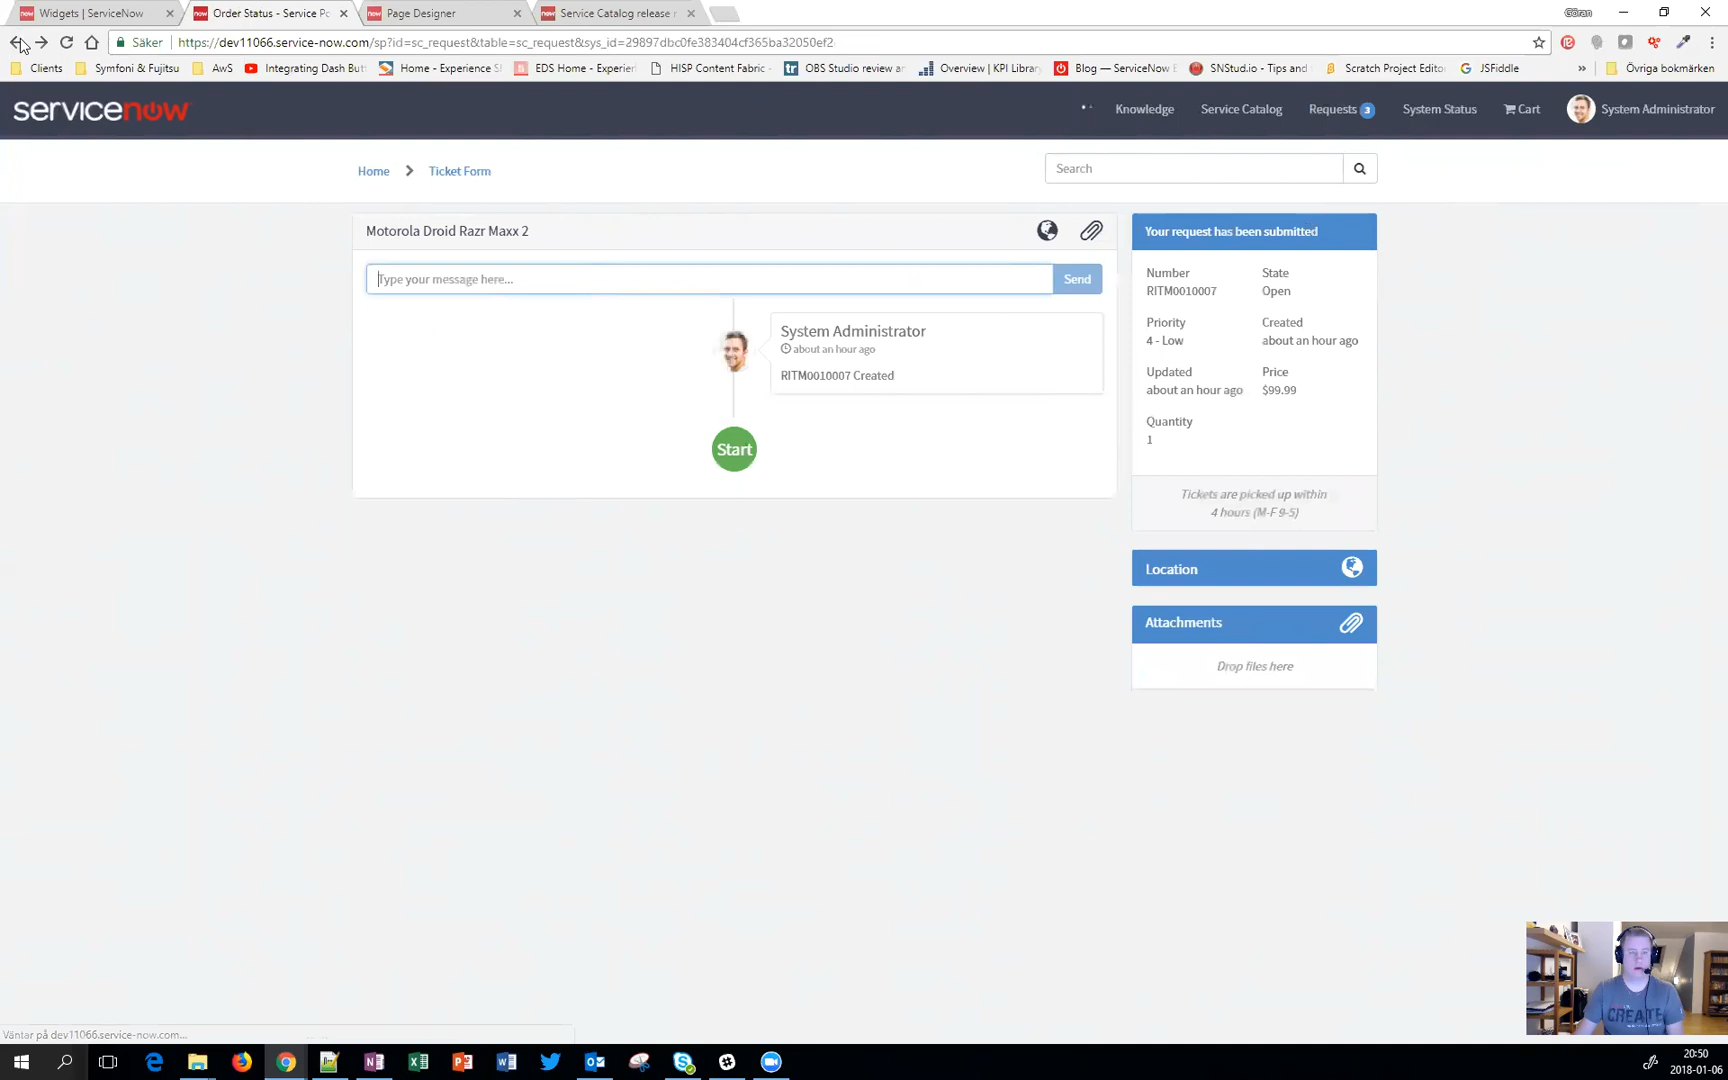 Widgets | ServiceNow
Order Status - Service Po
Page Designer
Service Catalog release r
Göran
Säker
https://dev11066.service-now.com/sp?id=sc_request&table=sc_request&sys_id=29897dbc0fe383404cf365ba32050ef2
Clients
Symfoni & Fujitsu
AwS
Integrating Dash Butt
Home - Experience S
EDS Home - Experien
HISP Content Fabric
OBS Studio review a
Overview | KPI Library
Blog — ServiceNow E
SNStud.io - Tips and
Scratch Project Edito
JSFiddle
»
Övriga bokmärken
servicenow
Knowledge
Service Catalog
Requests 3
System Status
Cart
System Administrator
Home
Ticket Form
Search
Motorola Droid Razr Maxx 2
Type your message here...
Send
System Administrator
about an hour ago
RITM0010007 Created
Start
Your request has been submitted
Number
State
RITM0010007
Open
Priority
Created
4 - Low
about an hour ago
Updated
Price
about an hour ago
$99.99
Quantity
1
Tickets are picked up within
4 hours (M-F 9-5)
Location
Attachments
Drop files here
CREATE
Väntar på dev11066.service-now.com...
20:50
2018-01-06